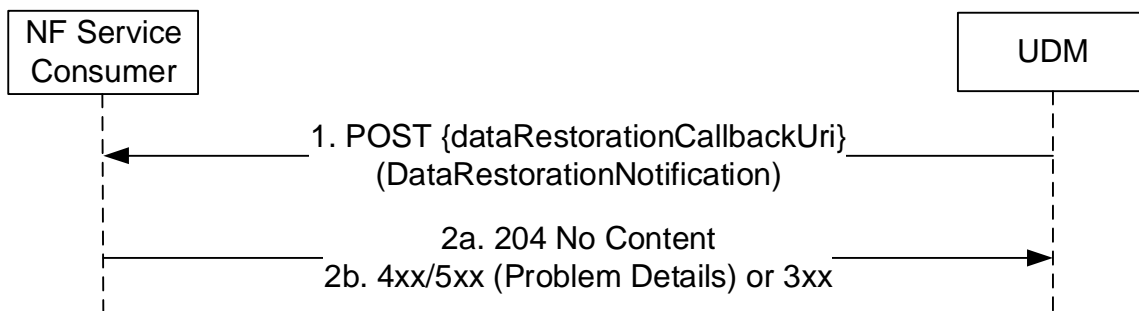 NF Service
Consumer
UDM
1. POST {dataRestorationCallbackUri}
(DataRestorationNotification)
2a. 204 No Content
2b. 4xx/5xx (Problem Details) or 3xx